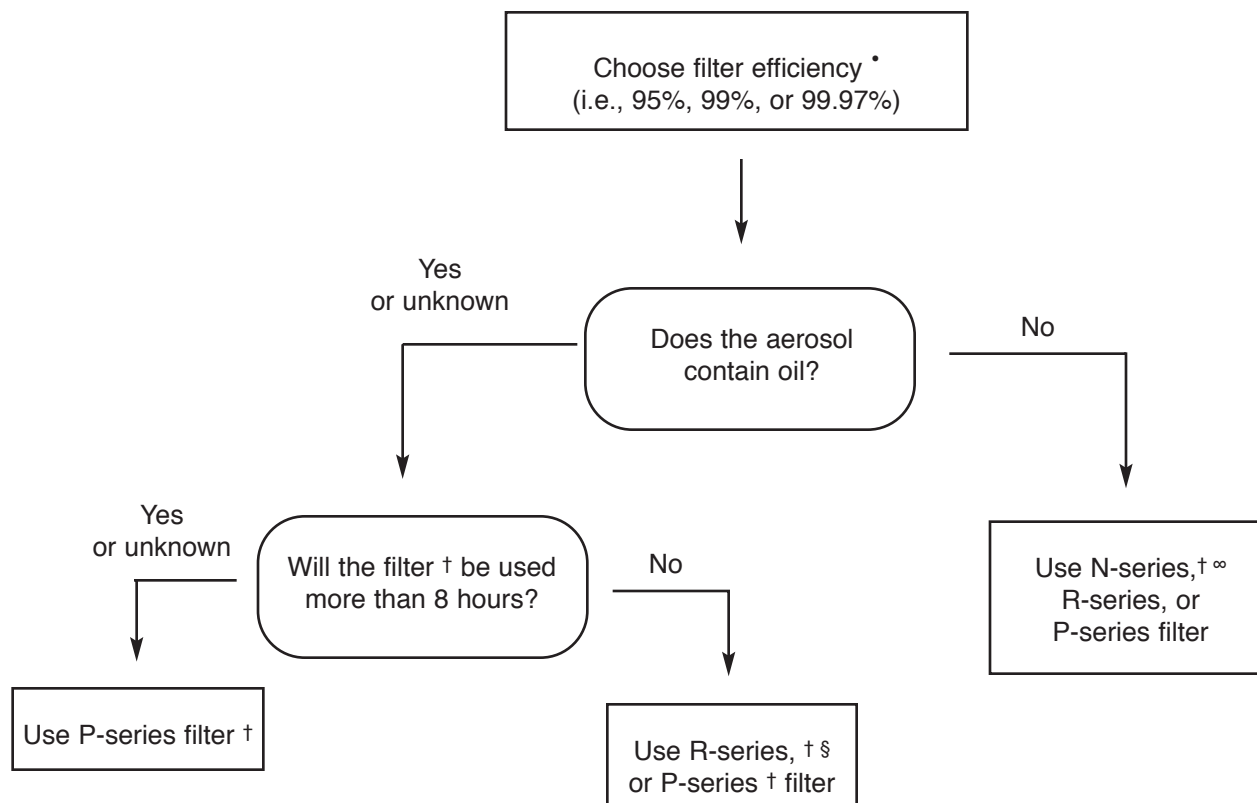 Choose filter efficiency •
(i.e., 95%, 99%, or 99.97%)
Yes
or unknown
Does the aerosol
contain oil?
No
Yes
or unknown
Will the filter † be used
more than 8 hours?
No
Use N-series,† ∞
R-series, or
P-series filter
Use P-series filter †
Use R-series, † §
or P-series † filter